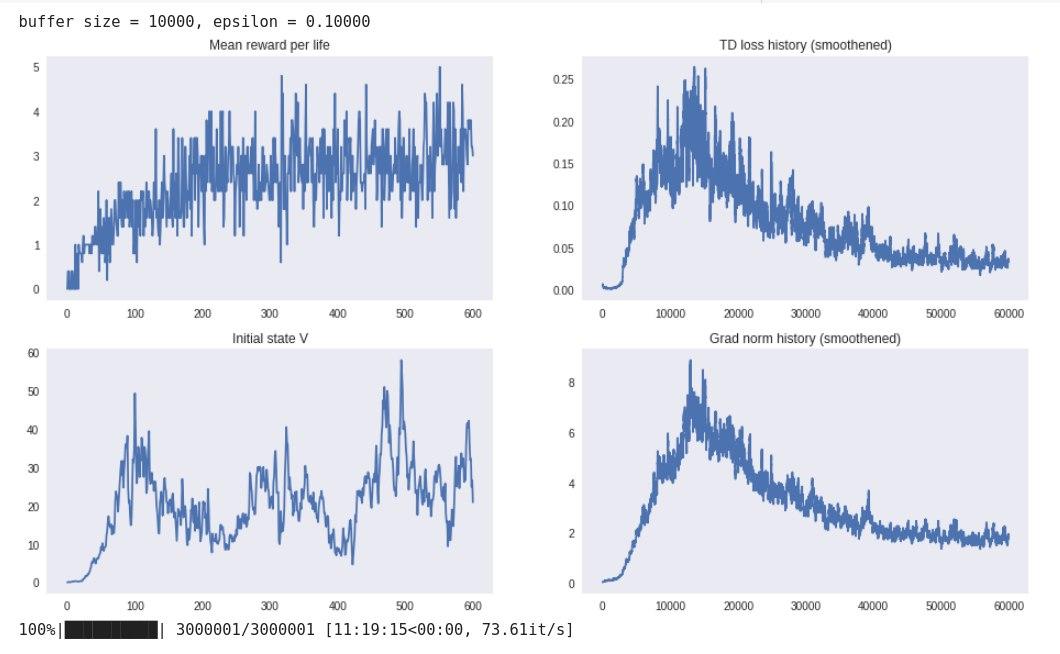 buffer size = 10000, epsilon = 0.10000
Mean reward per life
5
4
3
2
1
0
0 100 200 300 400 500 600
TD loss history (smoothened)
0.25
0.20
0.15
0.10
0.05
0.00
0 10000 20000 30000 40000 50000 60000
Initial state V
60
50
40
30
20
10
0
0 100 200 300 400 500 600
Grad norm history (smoothened)
8
6
4
2
0
0 10000 20000 30000 40000 50000 60000
100%|██████████| 3000001/3000001 [11:19:15<00:00, 73.61it/s]